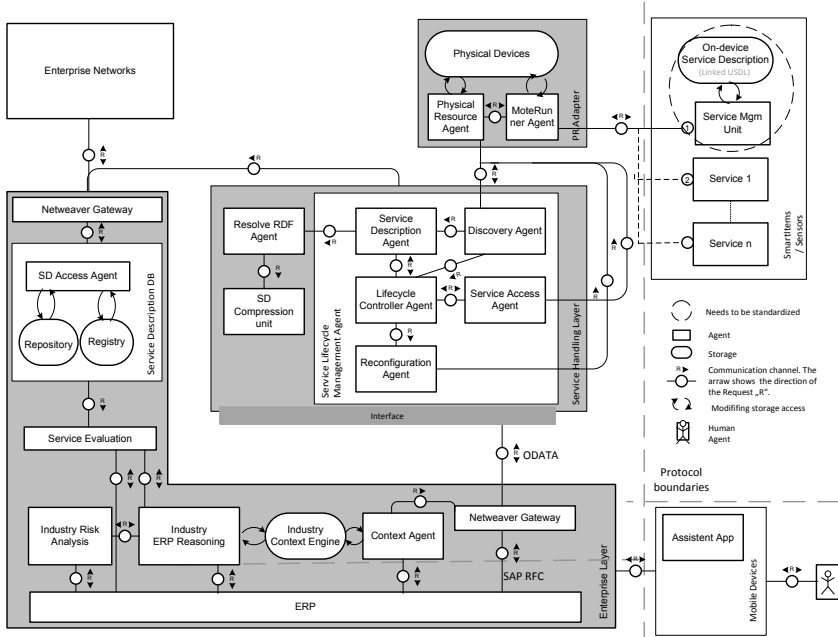 Enterprise Networks
Physical Devices
Physical
Resource
Agent
R
MoteRun
ner Agent
PR Adapter
R
On-device
Service Description
(Linked USDL)
1
Service Mgm
Unit
2
Service 1
Service n
SmartItems
/ Sensors
R
R
R
R
R
Netweaver Gateway
R
SD Access Agent
Repository
Registry
Service Description DB
R
Service Evaluation
R
R
Resolve RDF
Agent
R
SD
Compression
unit
R
Service
Description
Agent
R
Discovery Agent
R
R
Lifecycle
Controller Agent
R
Service Access
Agent
R
Reconfiguration
Agent
Service Lifecycle
Management Agent
Service Handling Layer
Interface
R
ODATA
Needs to be standardized
Agent
Storage
R
Communication channel. The
arraw shows the direction of
the Request „R“.
Modififing storage access
Human
Agent
Protocol
boundaries
Industry Risk
Analysis
R
Industry
ERP Reasoning
Industry
Context Engine
Context Agent
R
Netweaver Gateway
R
R
R
R
SAP RFC
ERP
Enterprise Layer
R
Assistent App
Mobile Devices
R